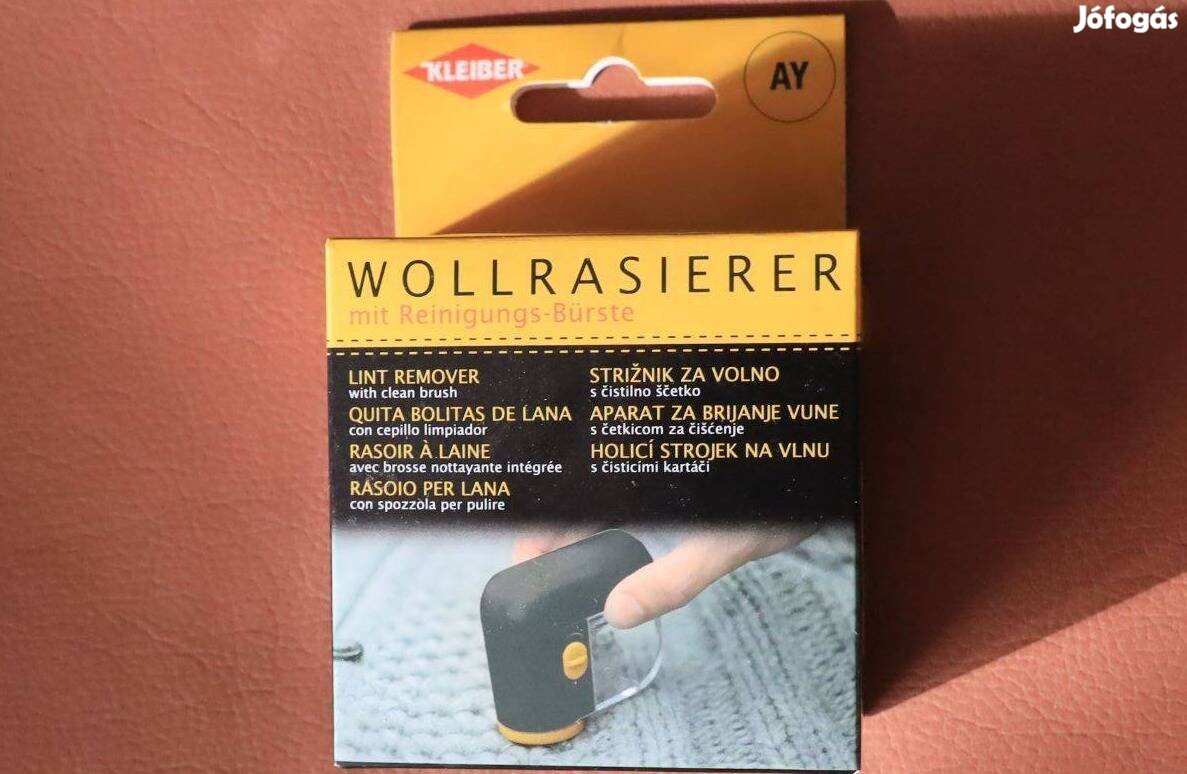 Jófogás
KLEIBER
AY
WOLLRASIERER
mit Reinigungs-Bürste
LINT REMOVER
with clean brush
QUITA BOLITAS DE LANA
con cepillo limpiador
RASOIR À LAINE
avec brosse nottayante intégrée
RASOIO PER LANA
con spozzola per pulire
STRIŽNIK ZA VOLNO
s čistilno ščetko
APARAT ZA BRIJANJE VUNE
s četkicom za čišćenje
HOLICÍ STROJEK NA VLNU
s čisticími kartáči